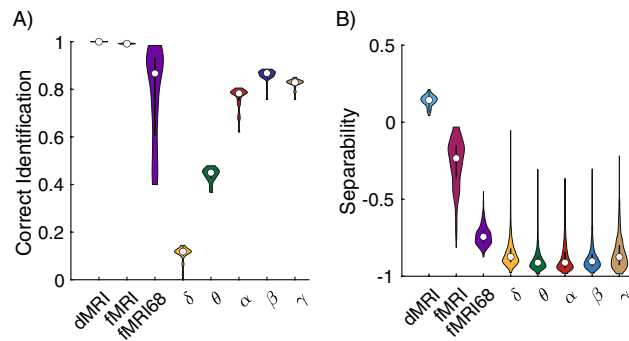 A)
Correct Identification
1
0.8
0.6
0.4
0.2
0
dMRI
fMRI
fMRI68
δ
θ
α
β
γ
B)
Separability
0.5
0
-0.5
-1
dMRI
fMRI
fMRI68
δ
θ
α
β
γ